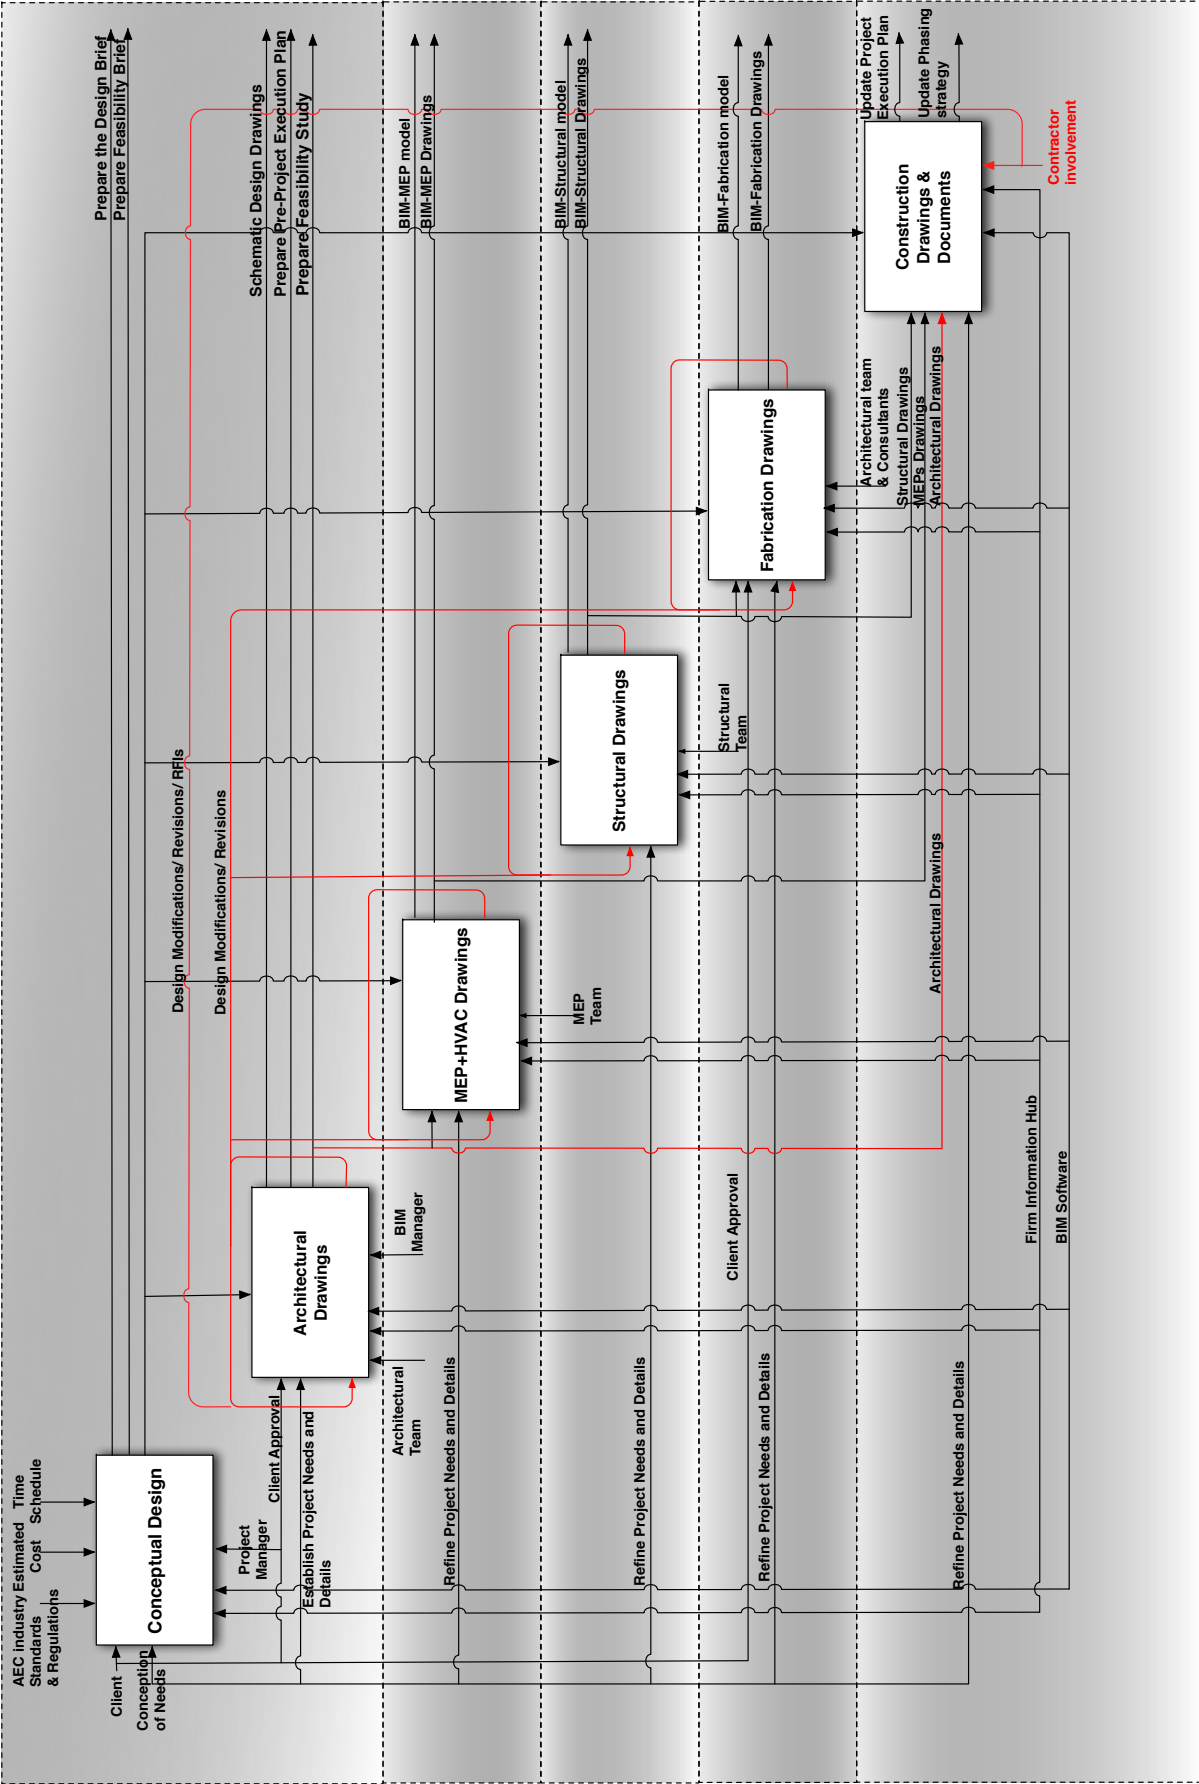 AEC industry
Standards
& Regulations
Estimated
Cost
Time
Schedule
Client
Conception
of Needs
Conceptual Design
Prepare the Design Brief
Prepare Feasibility Brief
Project
Manager
Client Approval
Establish Project Needs and
Details
Design Modifications/ Revisions/ RFIs
Design Modifications/ Revisions
Architectural
Drawings
Schematic Design Drawings
Prepare Pre-Project Execution Plan
Prepare Feasibility Study
Architectural
Team
BIM
Manager
Refine Project Needs and Details
MEP+HVAC Drawings
BIM-MEP model
BIM-MEP Drawings
MEP
Team
Refine Project Needs and Details
Structural Drawings
BIM-Structural model
BIM-Structural Drawings
Structural
Team
Client Approval
Refine Project Needs and Details
Fabrication Drawings
BIM-Fabrication model
BIM-Fabrication Drawings
Architectural team
& Consultants
Structural Drawings
MEPs Drawings
Architectural Drawings
Architectural Drawings
Refine Project Needs and Details
Construction
Drawings &
Documents
Update Project
Execution Plan
Update Phasing
strategy
Contractor
involvement
Firm Information Hub
BIM Software